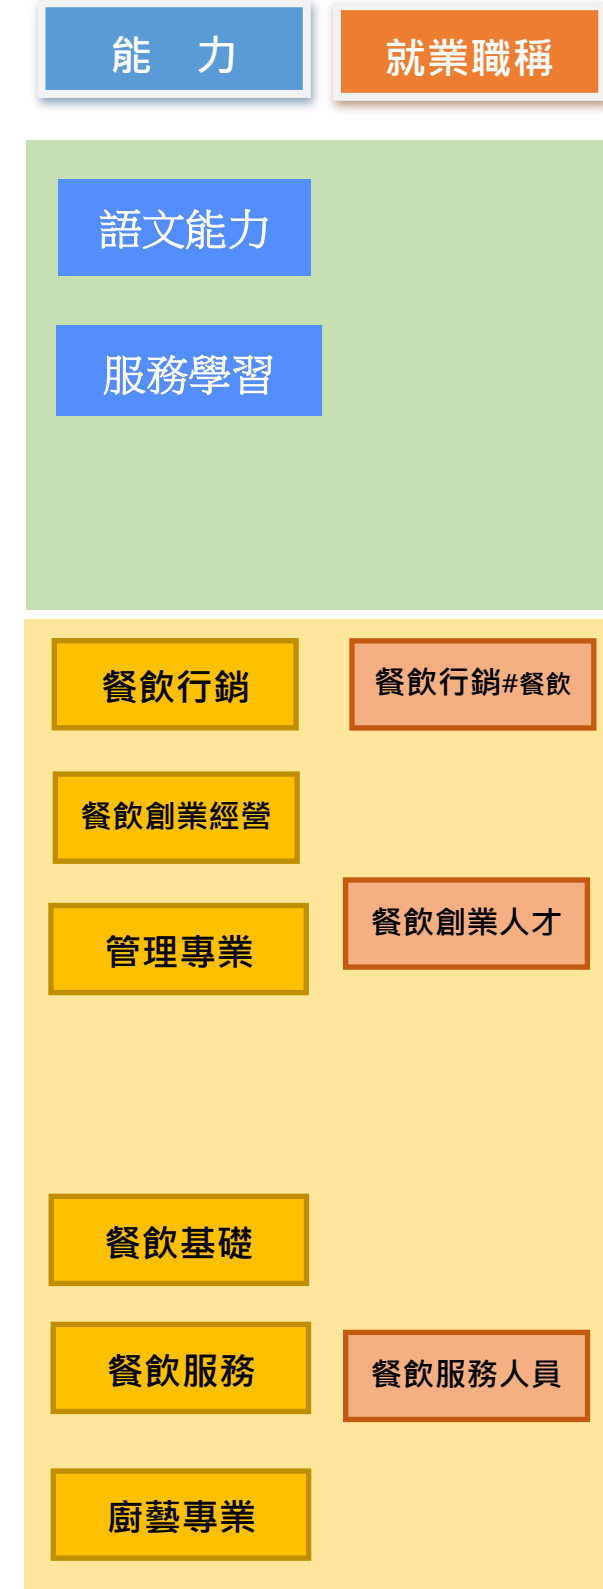 能 力
就業職稱
語文能力
服務學習
餐飲行銷
餐飲行銷#餐飲
餐飲創業經營
餐飲創業人才
管理專業
餐飲基礎
餐飲服務
餐飲服務人員
廚藝專業